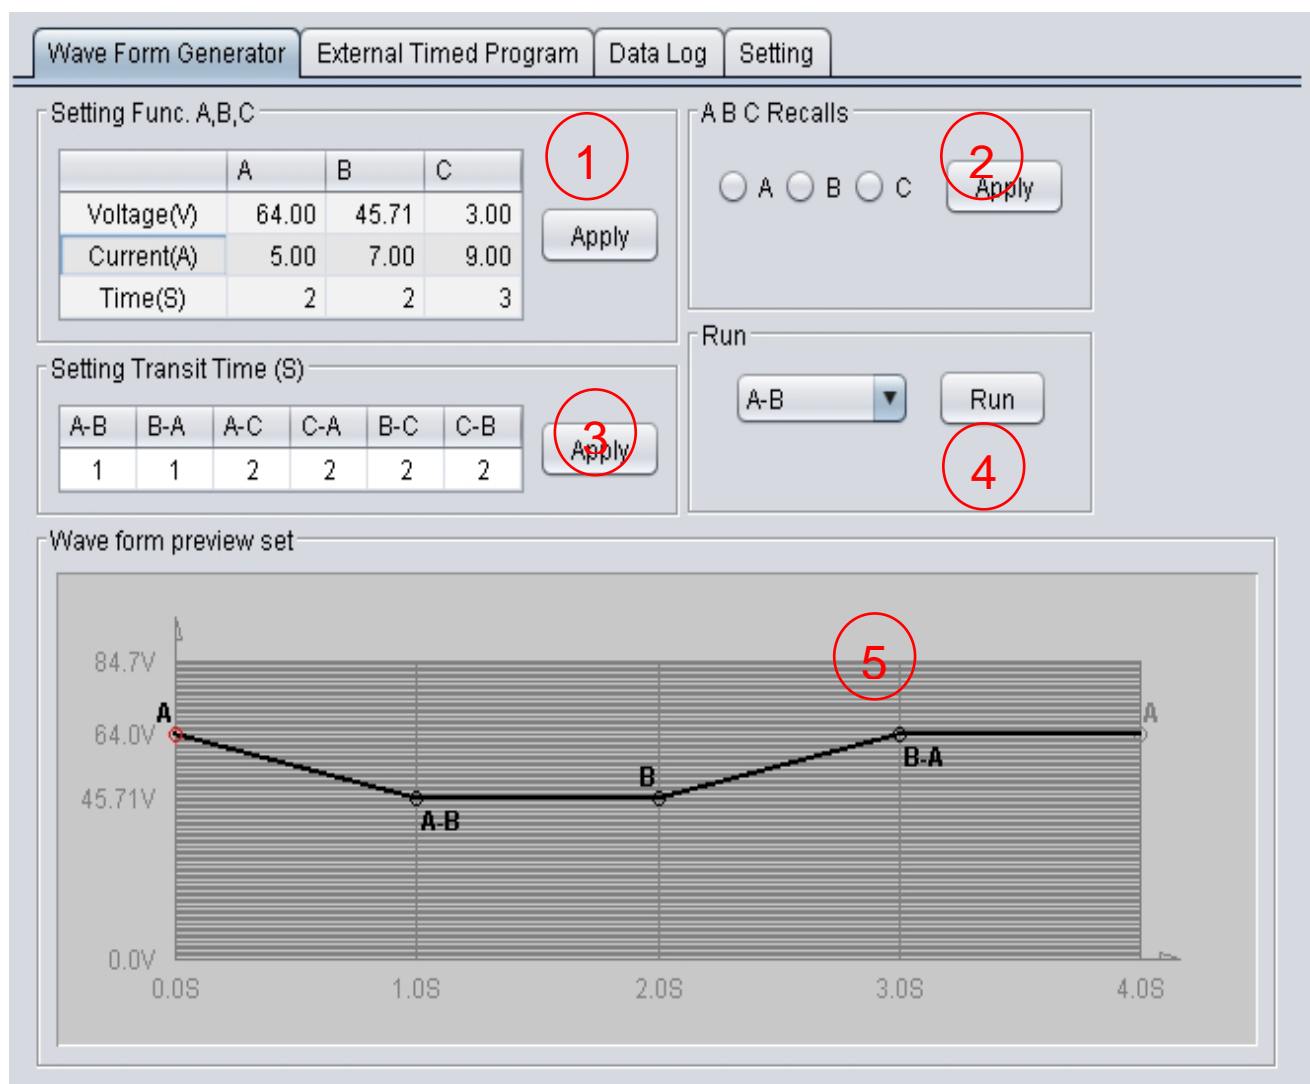 Wave Form Generator External Timed Program Data Log Setting
Setting Func. A,B,C
A B C
Voltage(V) 64.00 45.71 3.00
Current(A) 5.00 7.00 9.00
Time(S) 2 2 3
1
Apply
A B C Recalls
A B C
2
Apply
Setting Transit Time (S)
A-B B-A A-C C-A B-C C-B
1 1 2 2 2 2
3
Apply
Run
A-B Run
4
Wave form preview set
5
84.7V
A A
64.0V
B-A
B
45.71V
A-B
0.0V
0.0S 1.0S 2.0S 3.0S 4.0S